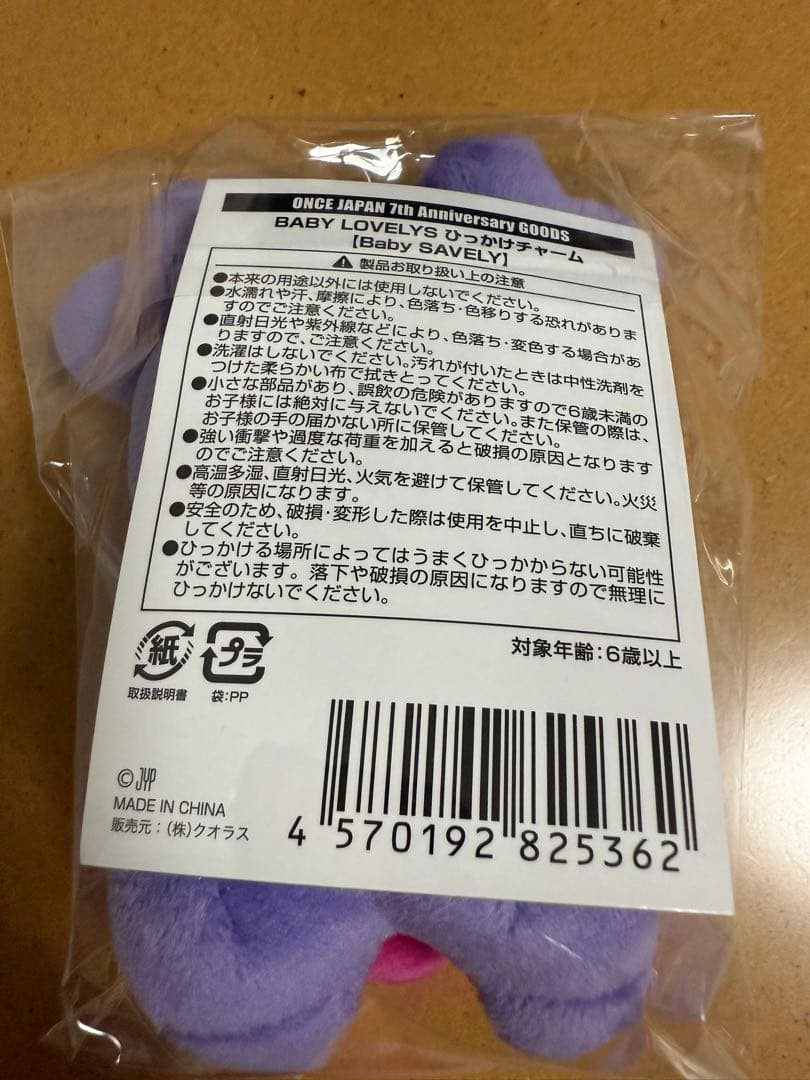 ONCE JAPAN 7th Anniversary GOODS
BABY LOVELYS ひっかけチャーム
【Baby SAVELY】
⚠ 製品お取り扱い上の注意
●本来の用途以外には使用しないでください。
●水濡れや汗、摩擦により、色落ち・色移りする恐れがありま
すのでご注意ください。
●直射日光や紫外線などにより、色落ち・変色する場合があ
りますので、ご注意ください。
●洗濯はしないでください。汚れが付いたときは中性洗剤を
つけた柔らかい布で拭きとってください。
●小さな部品があり、誤飲の危険がありますので6歳未満の
お子様には絶対に与えないでください。また保管の際は、
お子様の手の届かない所に保管してください。
●強い衝撃や過度な荷重を加えると破損の原因となります
のでご注意ください。
●高温多湿、直射日光、火気を避けて保管してください。火災
等の原因になります。
●安全のため、破損・変形した際は使用を中止し、直ちに破棄
してください。
●ひっかける場所によってはうまくひっかからない可能性
がございます。落下や破損の原因になりますので無理に
ひっかけないでください。
対象年齢:6歳以上
紙 プラ
取扱説明書 袋:PP
©JYP
MADE IN CHINA
販売元:(株)クオラス
4 570192 825362